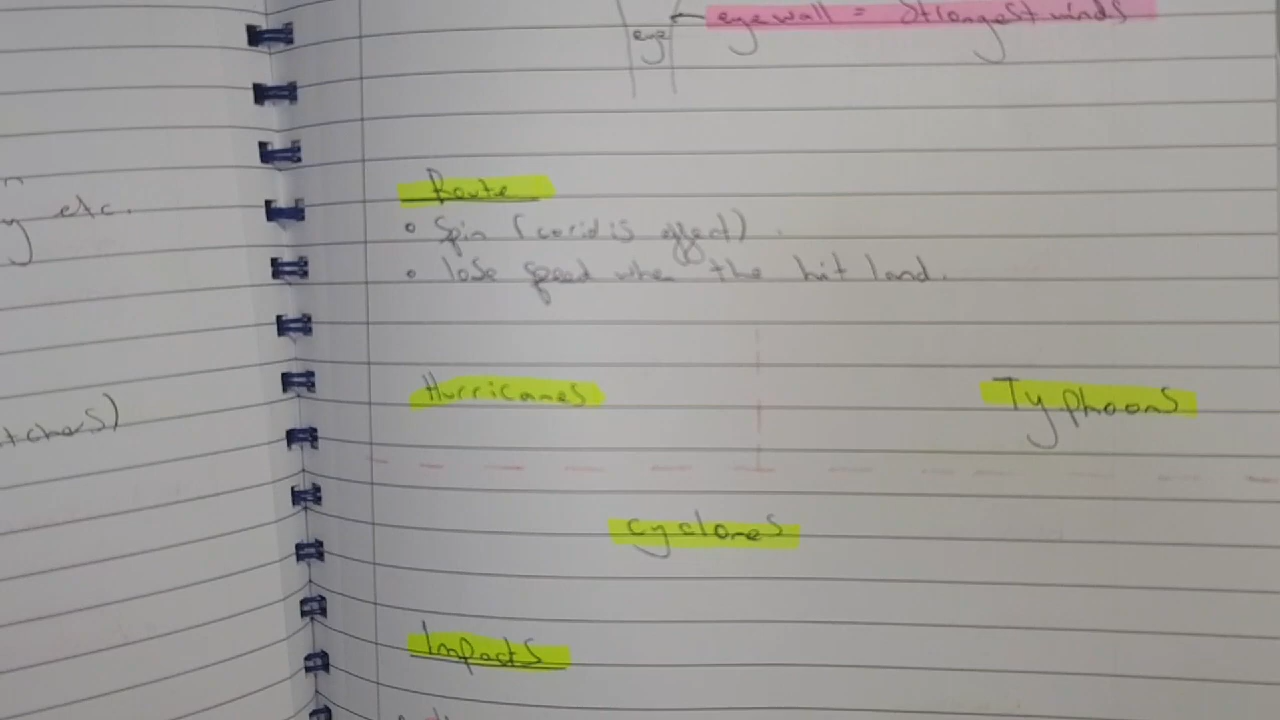 eyewall = Strongest winds
eye
Route
y etc.
• Spin (coriolis effect).
• lose speed when the hit land.
Hurricanes
Typhoons
tchers)
Cyclones
Impacts